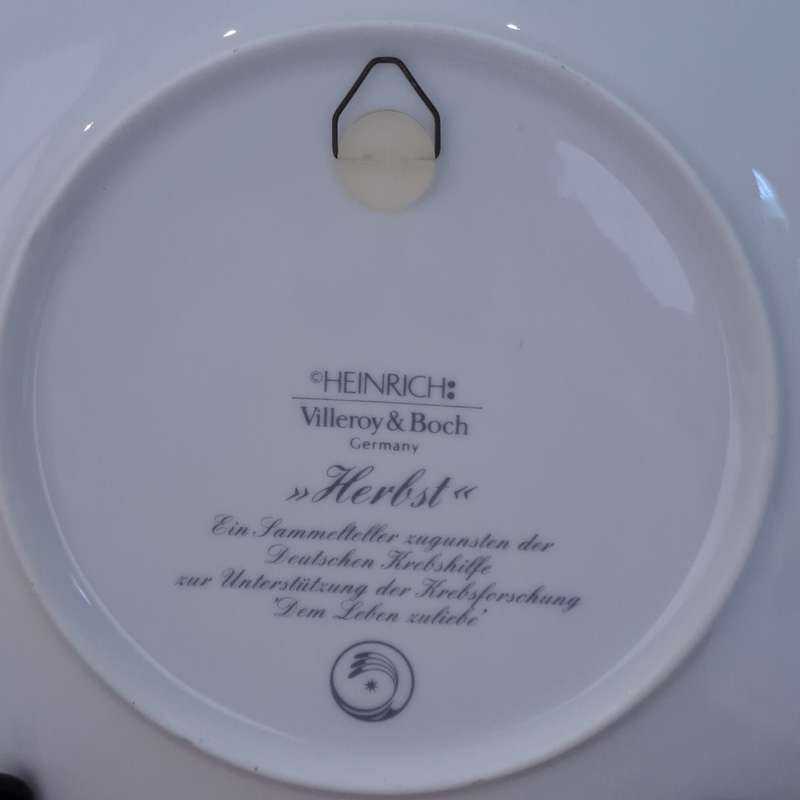 ©HEINRICH:
Villeroy & Boch
Germany
»Herbst«
Ein Sammelteller zugunsten der
Deutschen Krebshilfe
zur Unterstützung der Krebsforschung
'Dem Leben zuliebe'